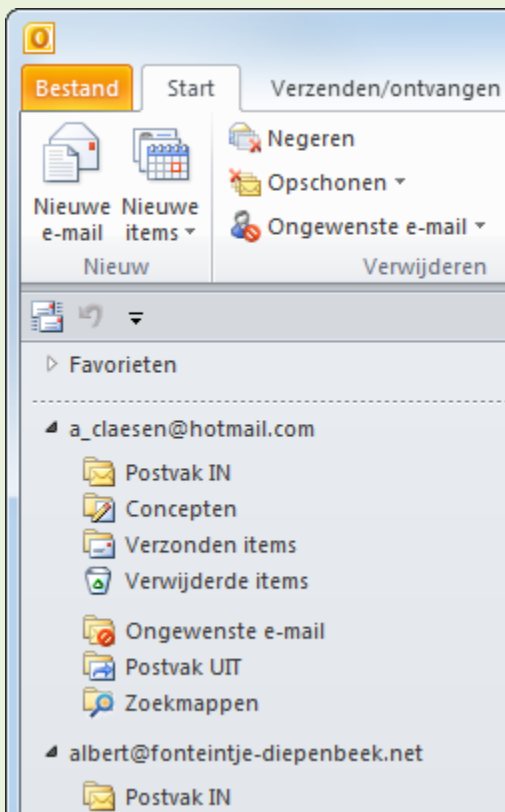 Bestand Start Verzenden/ontvangen
Nieuwe e-mail
Nieuwe items
Nieuw
Negeren
Opschonen
Ongewenste e-mail
Verwijderen
Favorieten
a_claesen@hotmail.com
Postvak IN
Concepten
Verzonden items
Verwijderde items
Ongewenste e-mail
Postvak UIT
Zoekmappen
albert@fonteintje-diepenbeek.net
Postvak IN